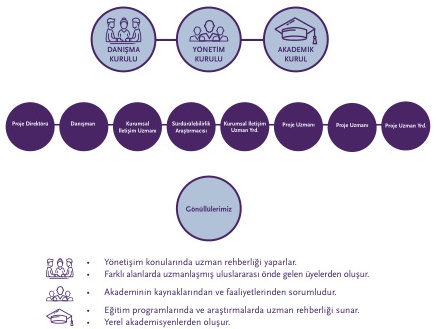 DANIŞMA
KURULU
YÖNETİM
KURULU
AKADEMİK
KURUL
Proje Direktörü
Danışman
Kurumsal
İletişim Uzmanı
Sürdürülebilirlik
Araştırmacısı
Kurumsal İletişim
Uzman Yrd.
Proje Uzmanı
Proje Uzmanı
Proje Uzman Yrd.
Gönüllülerimiz
• Yönetişim konularında uzman rehberliği yaparlar.
• Farklı alanlarda uzmanlaşmış uluslararası önde gelen üyelerden oluşur.
• Akademinin kaynaklarından ve faaliyetlerinden sorumludur.
• Eğitim programlarında ve araştırmalarda uzman rehberliği sunar.
• Yerel akademisyenlerden oluşur.